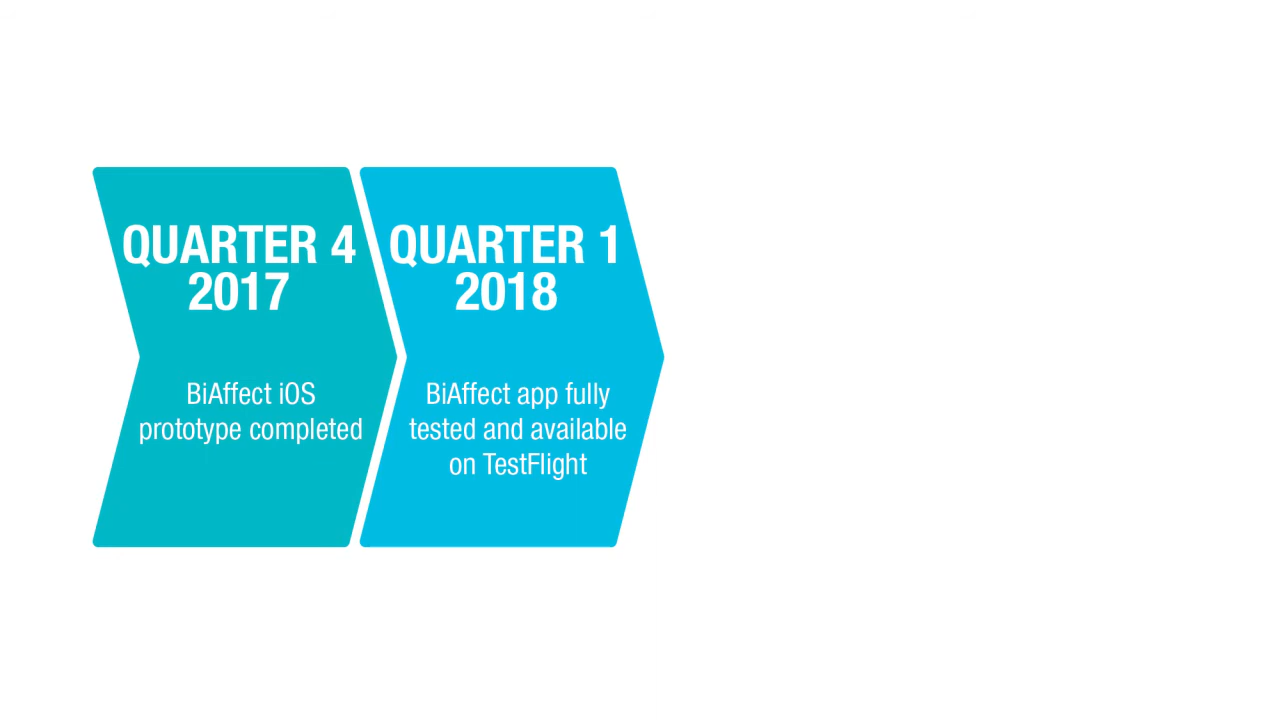 QUARTER 4
2017
BiAffect iOS
prototype completed
QUARTER 1
2018
BiAffect app fully
tested and available
on TestFlight